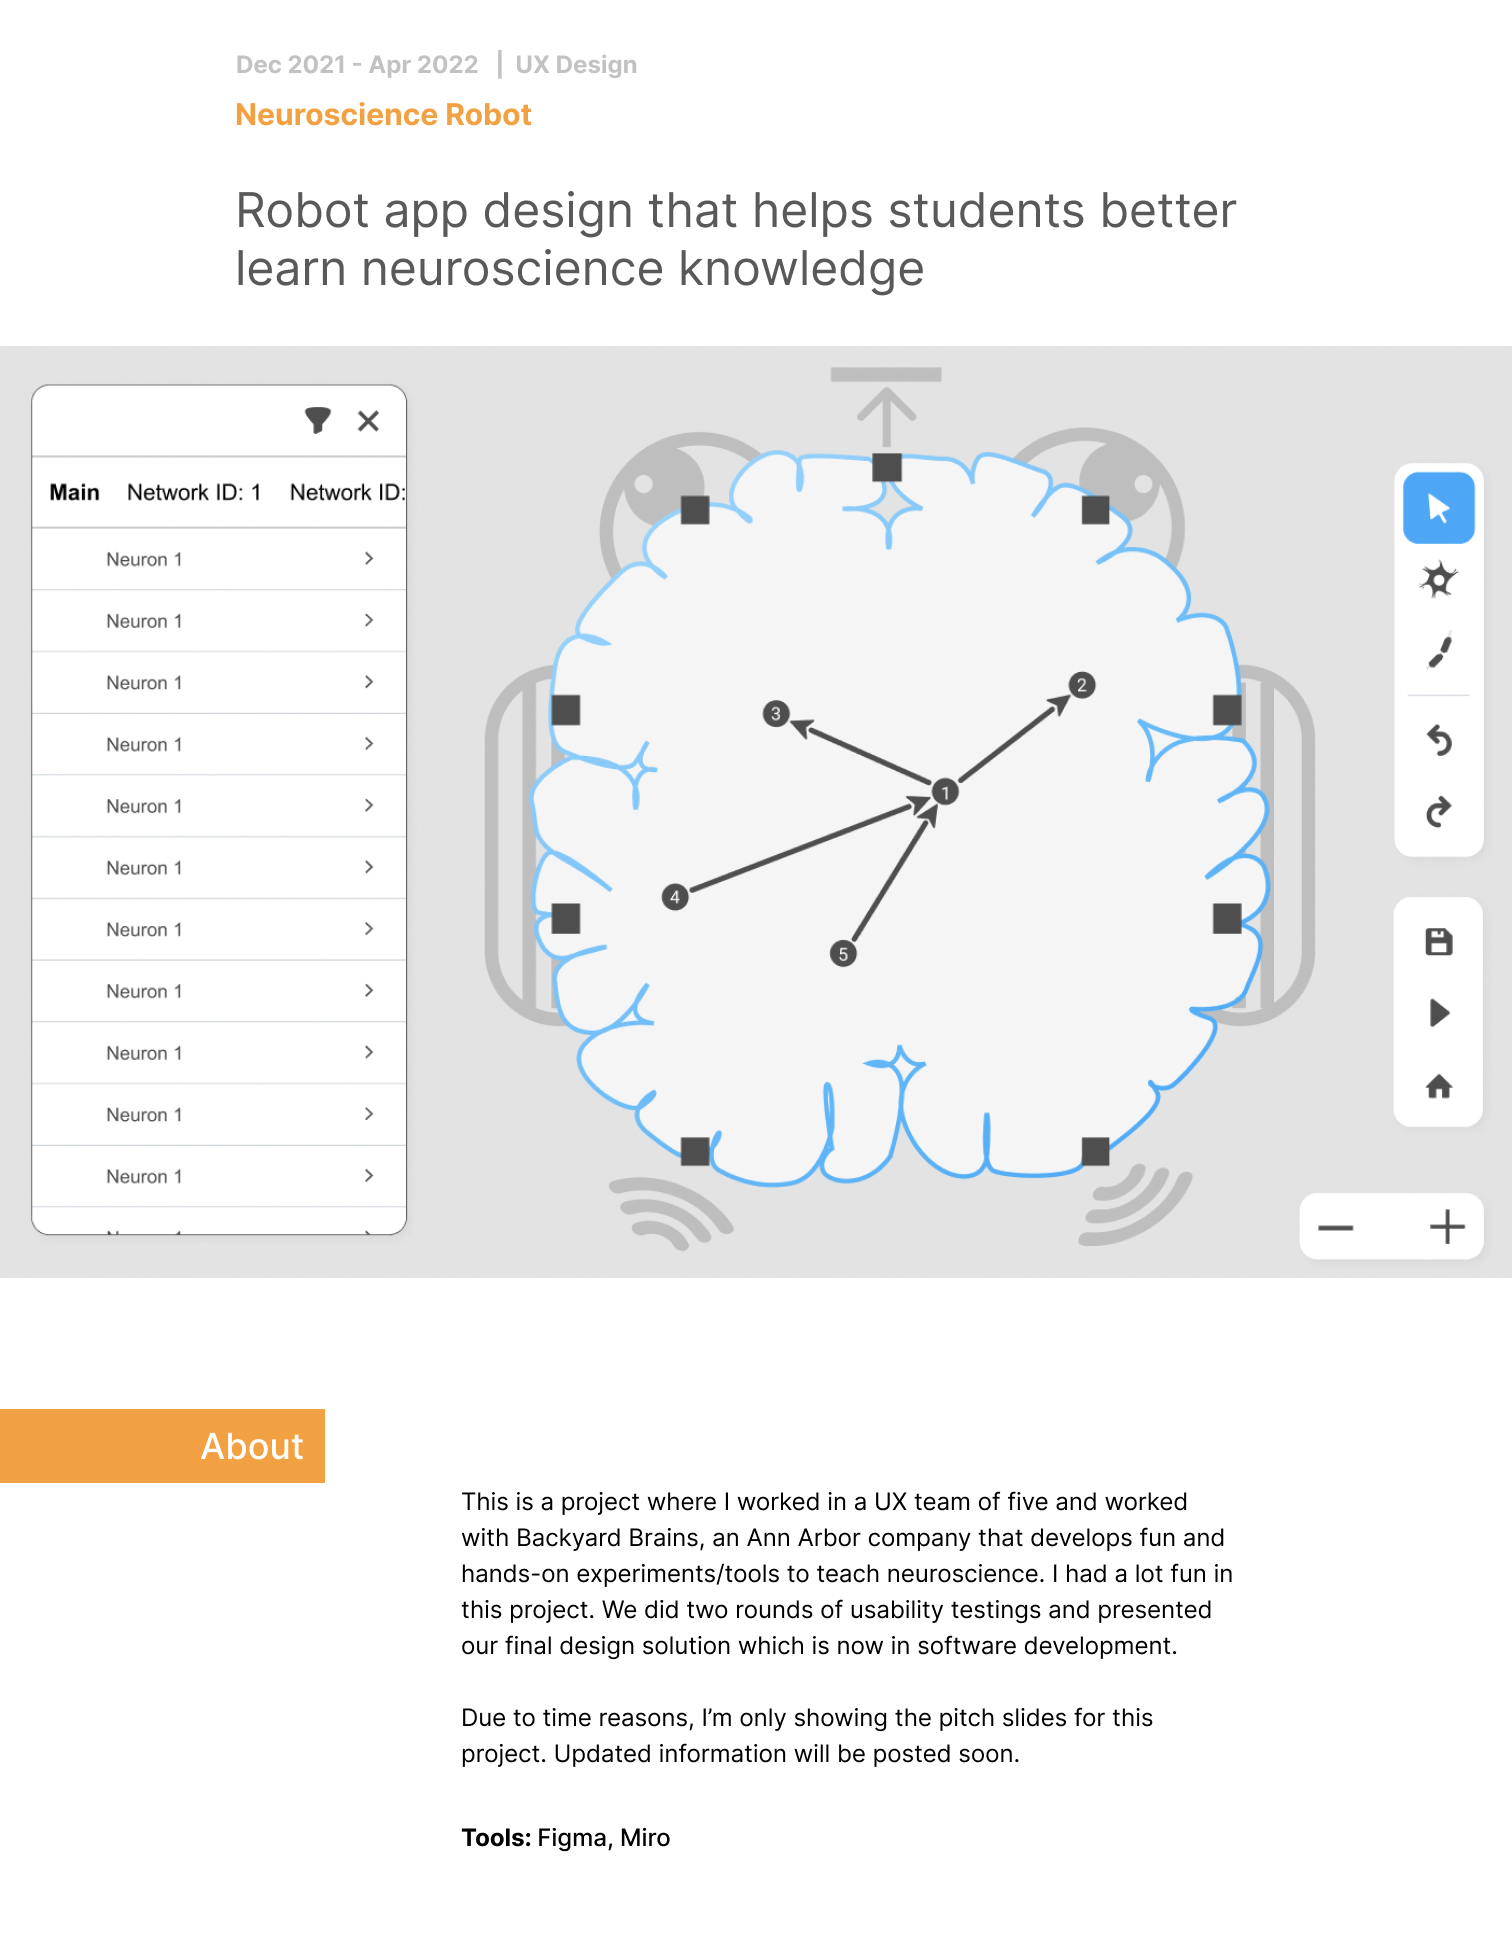 Dec 2021 - Apr 2022 | UX Design
Neuroscience Robot
Robot app design that helps students better
learn neuroscience knowledge
Main Network ID: 1 Network ID:
Neuron 1
Neuron 1
Neuron 1
Neuron 1
Neuron 1
Neuron 1
Neuron 1
Neuron 1
Neuron 1
Neuron 1
Neuron 1
2
3
1
4
5
About
This is a project where I worked in a UX team of five and worked
with Backyard Brains, an Ann Arbor company that develops fun and
hands-on experiments/tools to teach neuroscience. I had a lot fun in
this project. We did two rounds of usability testings and presented
our final design solution which is now in software development.
Due to time reasons, I’m only showing the pitch slides for this
project. Updated information will be posted soon.
Tools: Figma, Miro